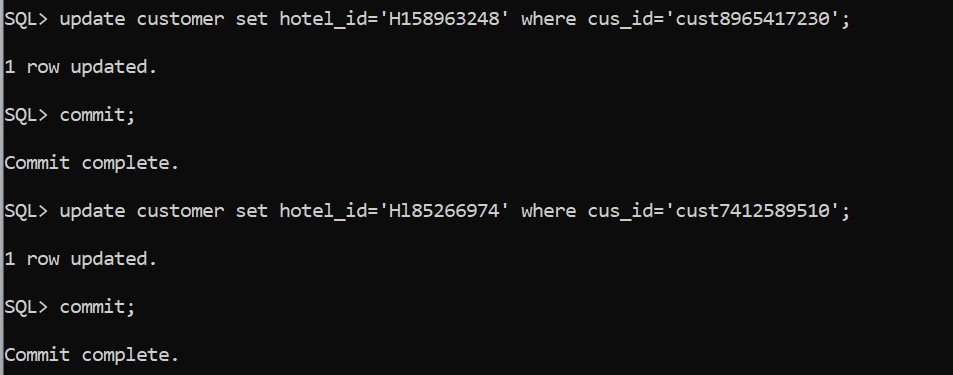 SQL> update customer set hotel_id='H158963248' where cus_id='cust8965417230';
1 row updated.
SQL> commit;
Commit complete.
SQL> update customer set hotel_id='Hl85266974' where cus_id='cust7412589510';
1 row updated.
SQL> commit;
Commit complete.